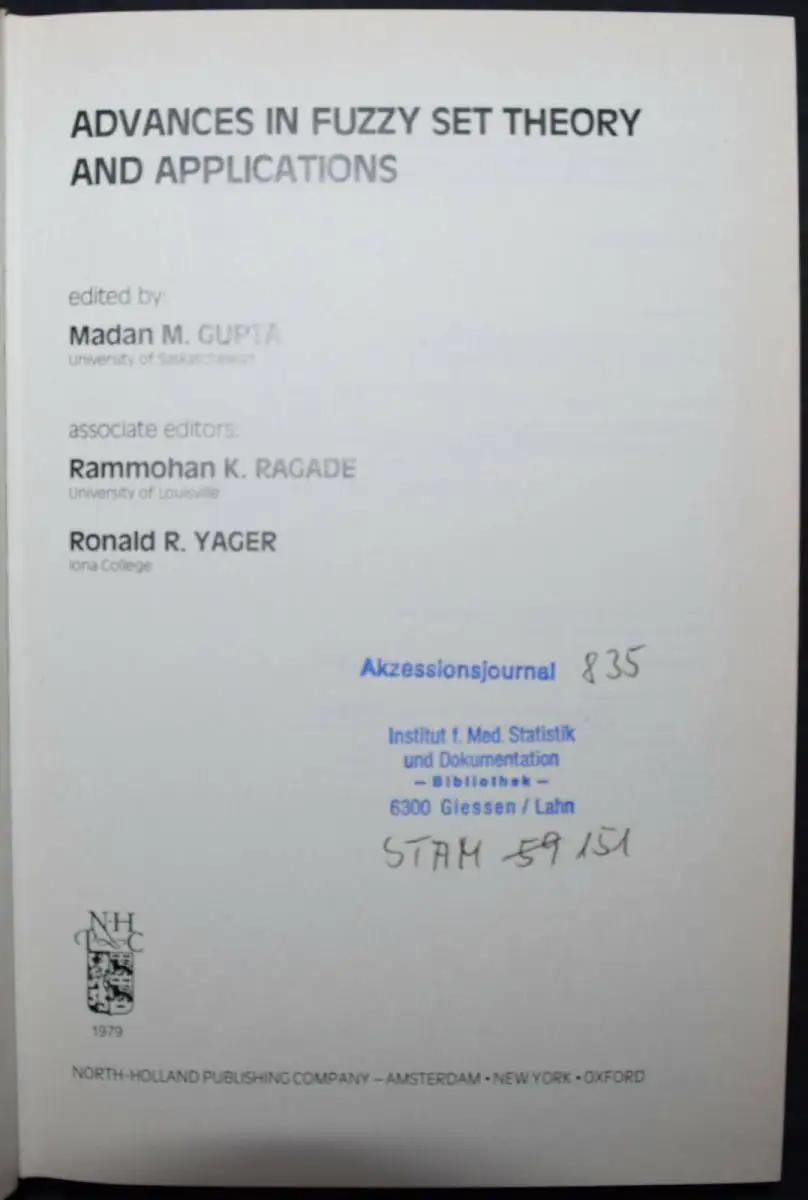 ADVANCES IN FUZZY SET THEORY
AND APPLICATIONS
edited by:
Madan M. GUPTA
University of Saskatchewan
associate editors:
Rammohan K. RAGADE
University of Louisville
Ronald R. YAGER
Iona College
Akzessionsjournal 835
Institut f. Med. Statistik
und Dokumentation
– Bibliothek –
6300 Giessen / Lahn
STAM 59 151
N·H
P C
1979
NORTH-HOLLAND PUBLISHING COMPANY – AMSTERDAM • NEW YORK • OXFORD